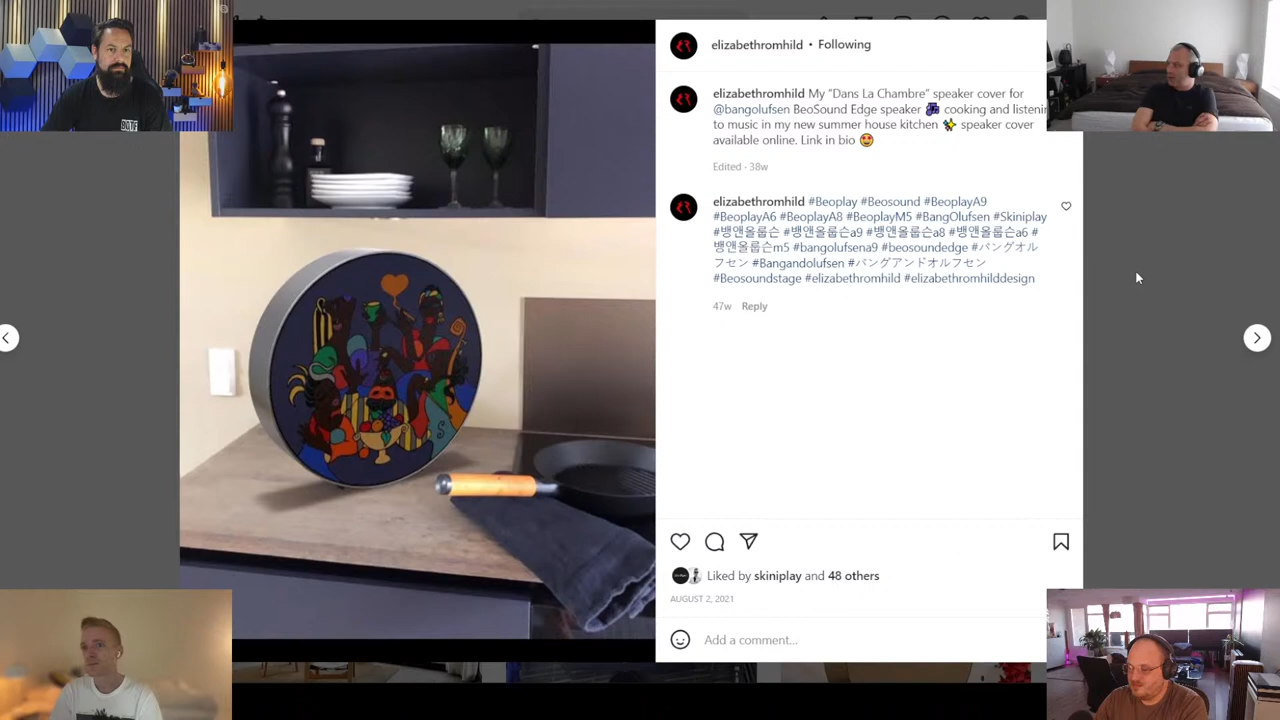 elizabethromhild • Following
elizabethromhild My “Dans La Chambre” speaker cover for
@bangolufsen BeoSound Edge speaker cooking and listenin
to music in my new summer house kitchen speaker cover
available online. Link in bio
Edited · 38w
elizabethromhild #Beoplay #Beosound #BeoplayA9
#BeoplayA6 #BeoplayA8 #BeoplayM5 #BangOlufsen #Skiniplay
#뱅앤올룹슨 #뱅앤올룹슨a9 #뱅앤올룹슨a8 #뱅앤올룹슨a6 #
뱅앤올룹슨m5 #bangolufsena9 #beosoundedge #バングオル
フセン #Bangandolufsen #バングアンドオルフセン
#Beosoundstage #elizabethromhild #elizabethromhilddesign
47w Reply
Liked by skiniplay and 48 others
AUGUST 2, 2021
Add a comment...